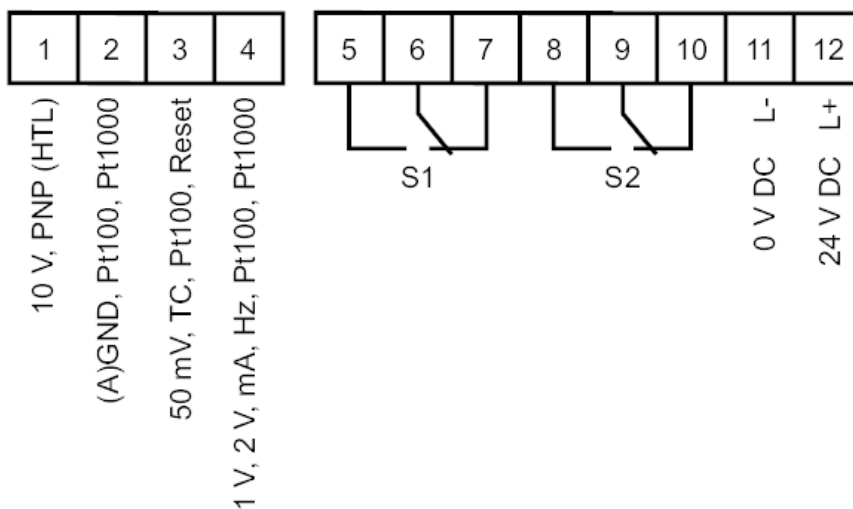 1 2 3 4 5 6 7 8 9 10 11 12
10 V, PNP (HTL)
(A)GND, Pt100, Pt1000
50 mV, TC, Pt100, Reset
1 V, 2 V, mA, Hz, Pt100, Pt1000
S1
S2
0 V DC L-
24 V DC L+